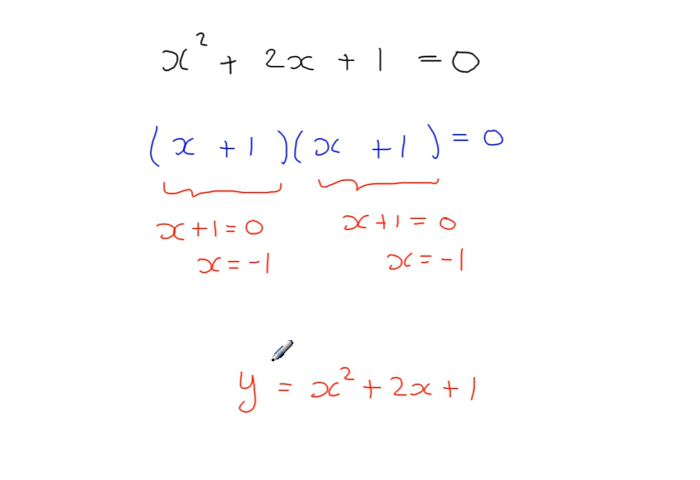 x² + 2x + 1 = 0
(x + 1)(x + 1) = 0
x + 1 = 0 x + 1 = 0
x = -1 x = -1
y = x² + 2x + 1